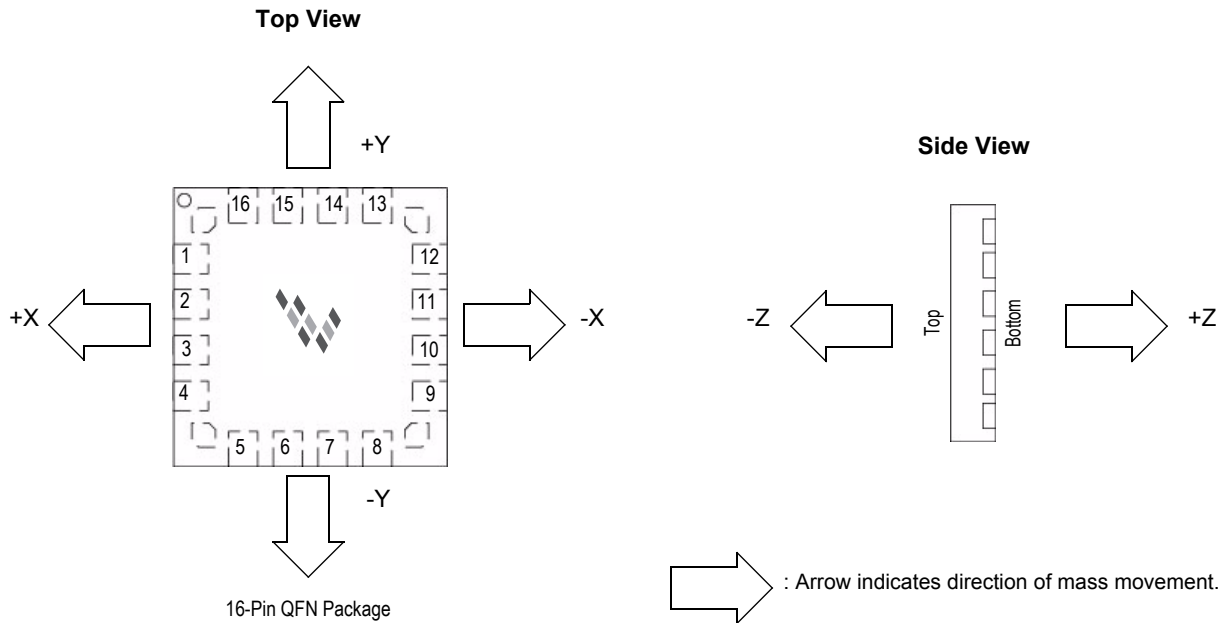 Top View
+Y
Side View
16 15 14 13
1 12
2 11
3 10
4 9
5 6 7 8
+X
-X
-Z
Top
Bottom
+Z
-Y
16-Pin QFN Package
: Arrow indicates direction of mass movement.